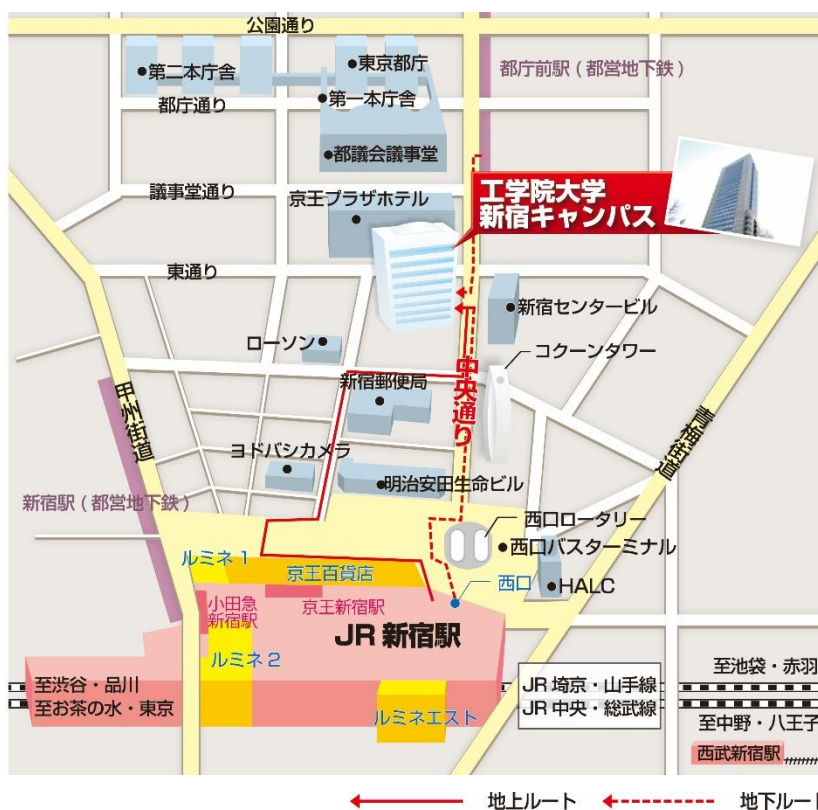 公園通り
第二本庁舎
東京都庁
都庁前駅(都営地下鉄)
都庁通り
第一本庁舎
都議会議事堂
議事堂通り
京王プラザホテル
工学院大学
新宿キャンパス
東通り
新宿センタービル
ローソン
コクーンタワー
新宿郵便局
中央通り
甲州街道
青梅街道
ヨドバシカメラ
明治安田生命ビル
新宿駅(都営地下鉄)
西口ロータリー
西口バスターミナル
ルミネ1
京王百貨店
西口
HALC
小田急
新宿駅
京王新宿駅
JR新宿駅
ルミネ2
至渋谷・品川
至お茶の水・東京
ルミネエスト
JR 埼京・山手線
JR 中央・総武線
至池袋・赤羽
至中野・八王子
西武新宿駅
地上ルート
地下ルート